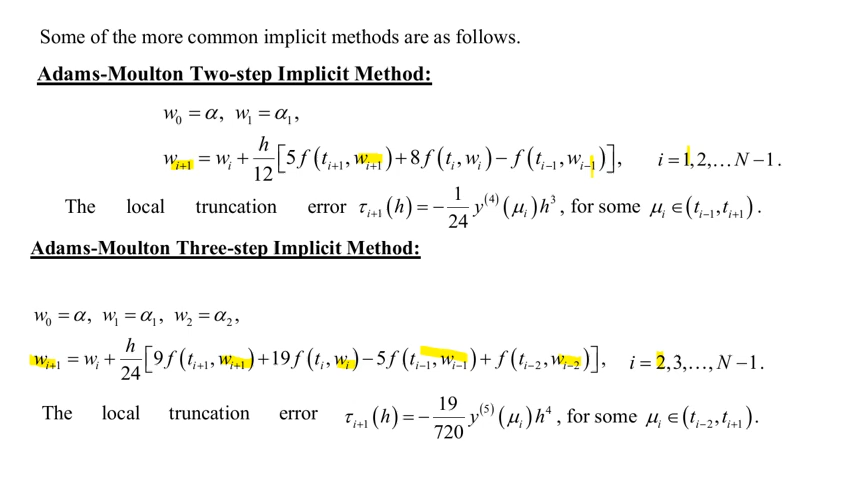 Some of the more common implicit methods are as follows.
Adams-Moulton Two-step Implicit Method:
w₀ = α, w₁ = α₁,
wᵢ₊₁ = wᵢ + h/12 [5f(tᵢ₊₁, wᵢ₊₁) + 8f(tᵢ, wᵢ) − f(tᵢ₋₁, wᵢ₋₁)], i = 1,2,…N −1.
The local truncation error τᵢ₊₁(h) = − 1/24 y⁽⁴⁾(μᵢ)h³, for some μᵢ ∈(tᵢ₋₁,tᵢ₊₁).
Adams-Moulton Three-step Implicit Method:
w₀ = α, w₁ = α₁, w₂ = α₂,
wᵢ₊₁ = wᵢ + h/24 [9f(tᵢ₊₁, wᵢ₊₁) + 19f(tᵢ, wᵢ) − 5f(tᵢ₋₁, wᵢ₋₁) + f(tᵢ₋₂, wᵢ₋₂)], i = 2,3,…, N −1.
The local truncation error τᵢ₊₁(h) = − 19/720 y⁽⁵⁾(μᵢ)h⁴, for some μᵢ ∈(tᵢ₋₂,tᵢ₊₁).